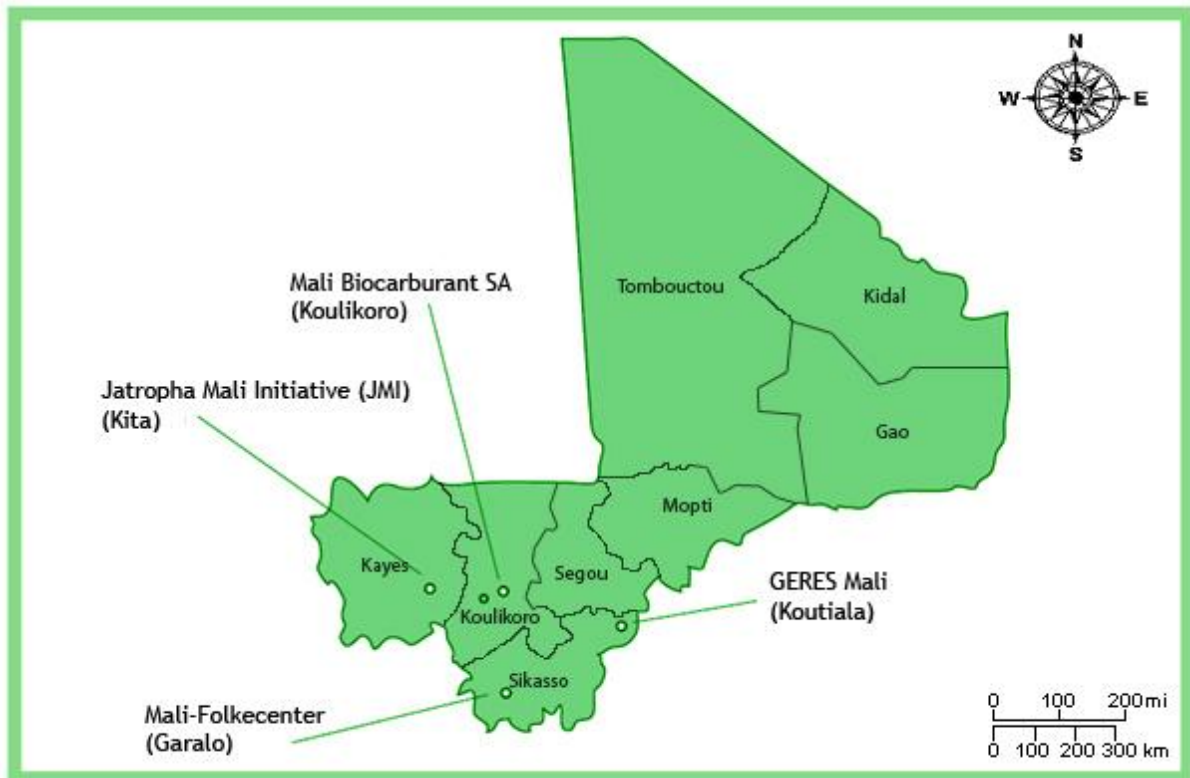 N
W E
S
Tombouctou
Kidal
Mali Biocarburant SA
(Koulikoro)
Jatropha Mali Initiative (JMI)
(Kita)
Gao
Mopti
Kayes
Segou
GERES Mali
(Koutiala)
Koulikoro
Sikasso
Mali-Folkecenter
(Garalo)
0 100 200mi
0 100 200 300 km